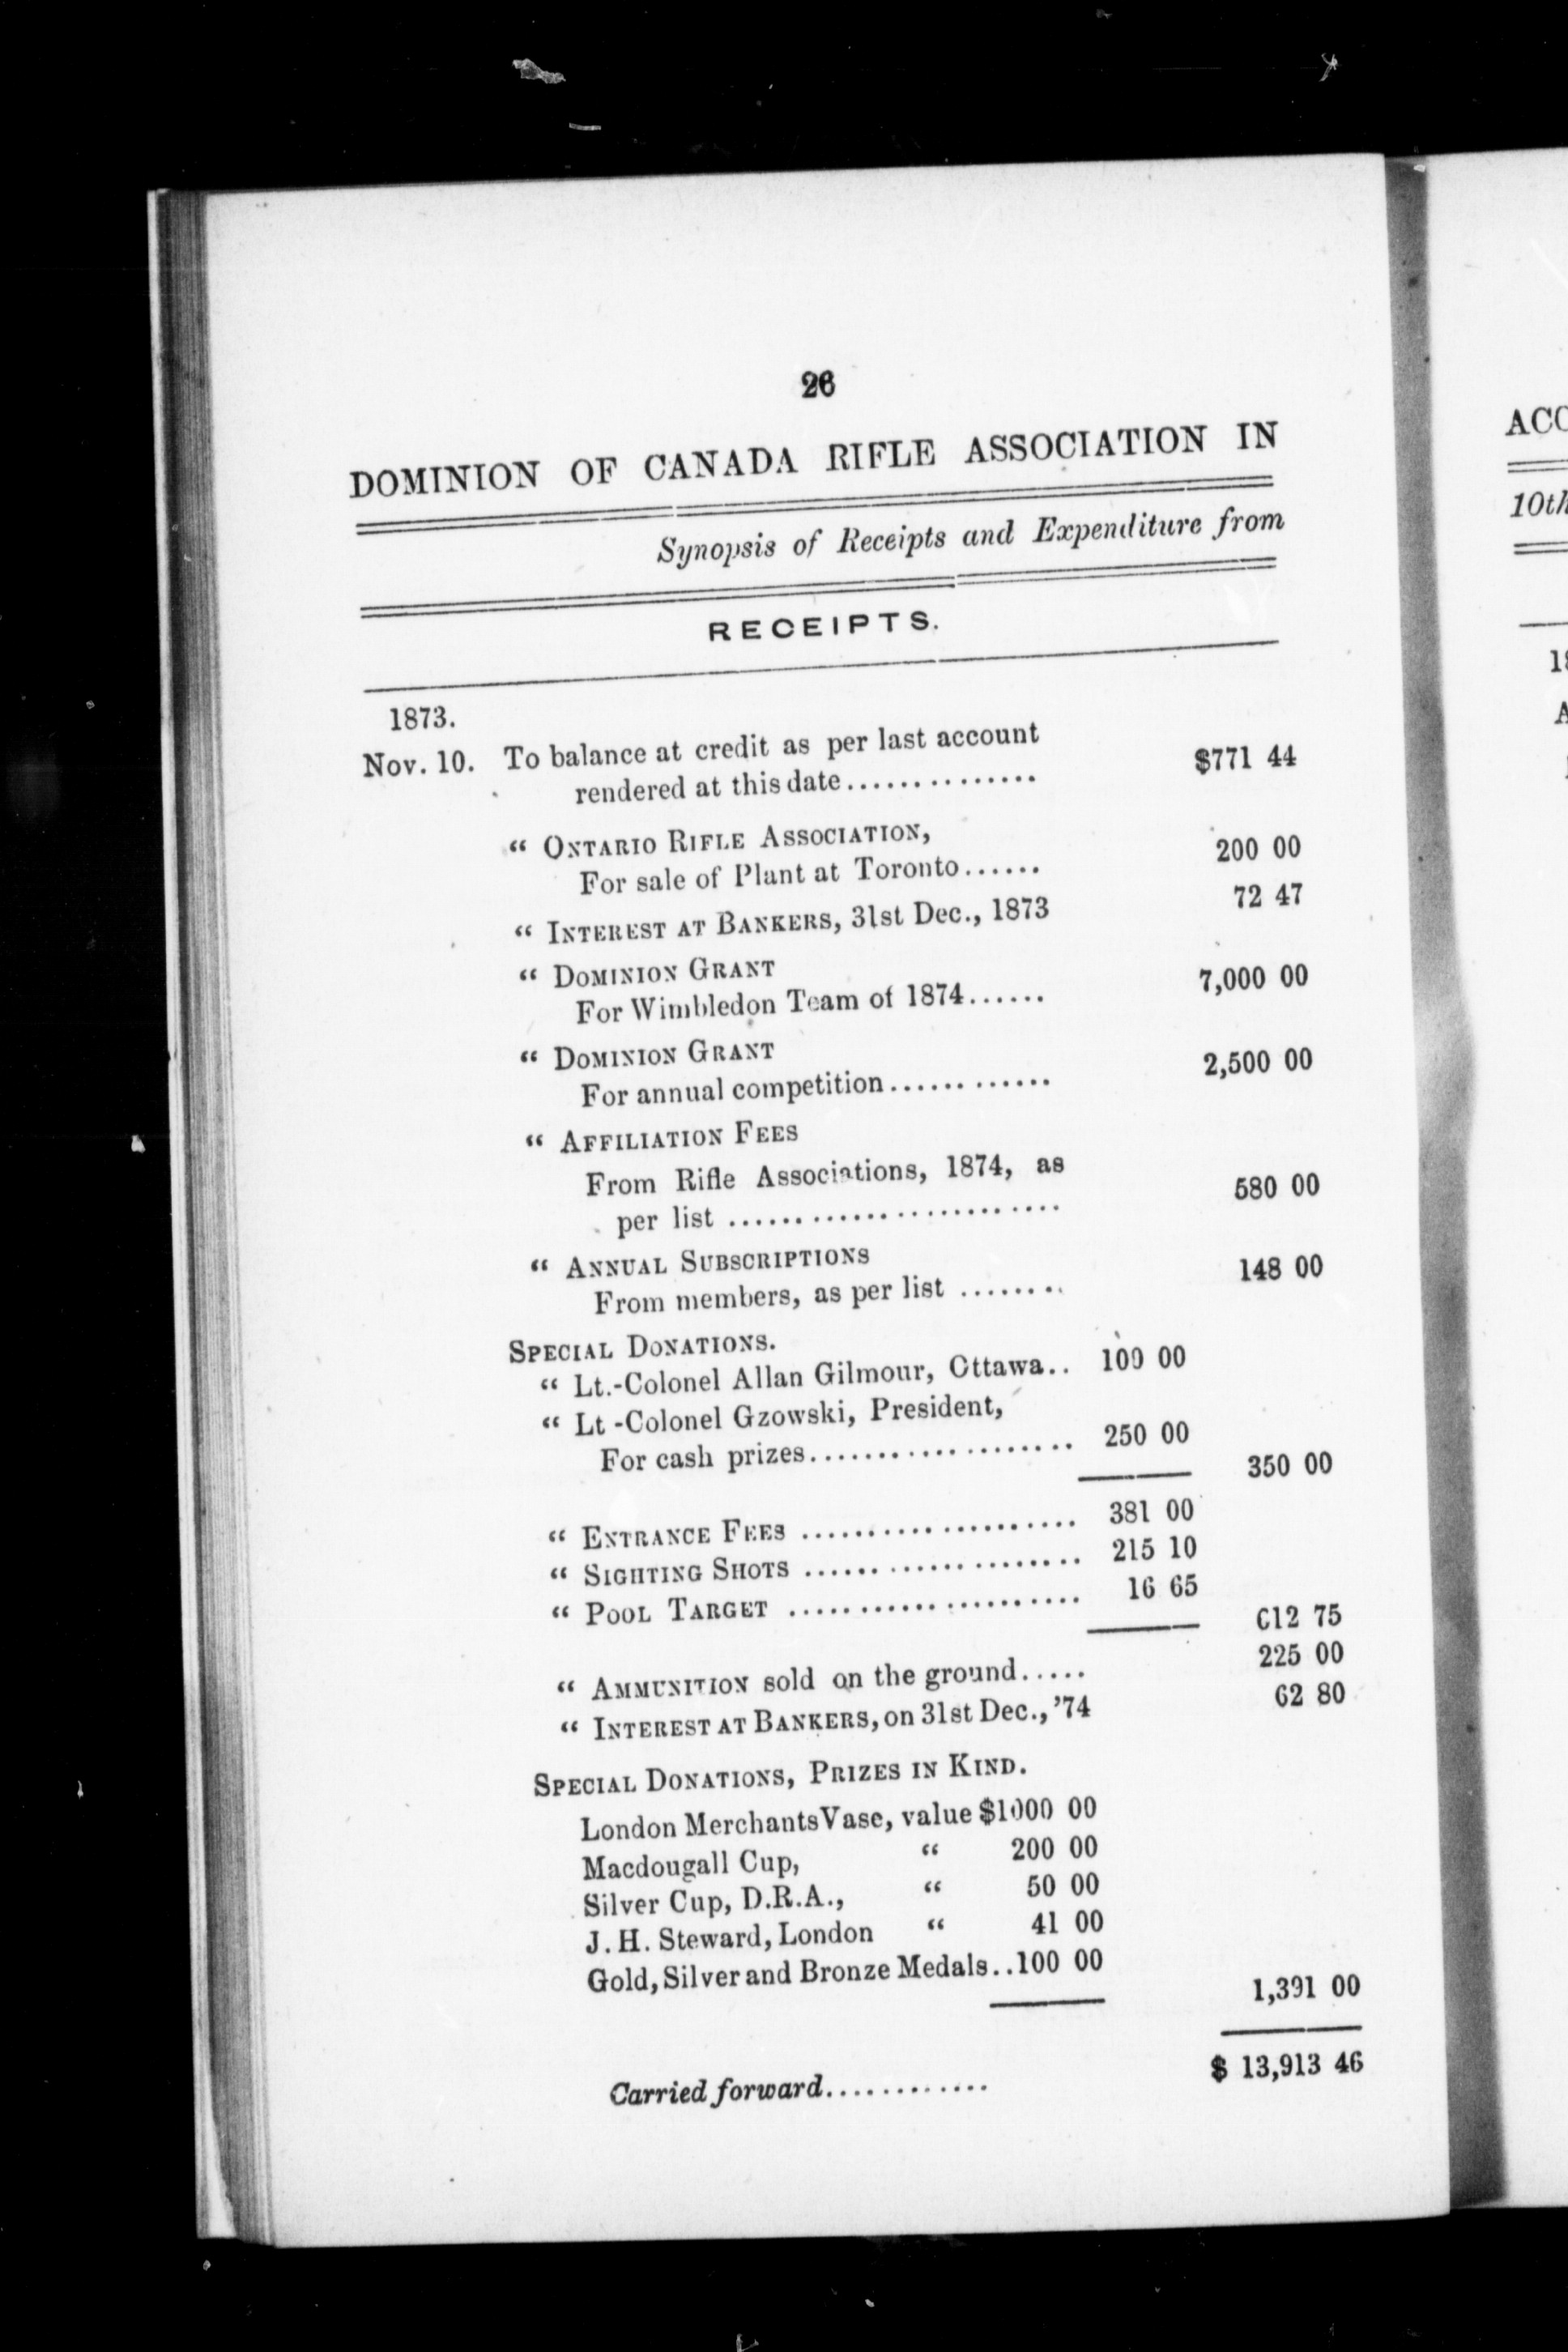 26
DOMINION OF CANADA RIFLE ASSOCIATION IN
Synopsis of Receipts and Expenditure from
RECEIPTS.
1873.
Nov. 10. To balance at credit as per last account
rendered at this date.............. $771 44
“ ONTARIO RIFLE ASSOCIATION,
For sale of Plant at Toronto...... 200 00
“ INTEREST AT BANKERS, 31st Dec., 1873 72 47
“ DOMINION GRANT
For Wimbledon Team of 1874...... 7,000 00
“ DOMINION GRANT
For annual competition............ 2,500 00
“ AFFILIATION FEES
From Rifle Associations, 1874, as
per list ........................ 580 00
“ ANNUAL SUBSCRIPTIONS
From members, as per list ........ 148 00
SPECIAL DONATIONS.
“ Lt.-Colonel Allan Gilmour, Ottawa.. 100 00
“ Lt -Colonel Gzowski, President,
For cash prizes.................. 250 00
350 00
“ ENTRANCE FEES .................... 381 00
“ SIGHTING SHOTS .................... 215 10
“ POOL TARGET ..................... 16 65
612 75
“ AMMUNITION sold on the ground..... 225 00
“ INTEREST AT BANKERS, on 31st Dec., ’74 62 80
SPECIAL DONATIONS, PRIZES IN KIND.
London Merchants Vase, value $1000 00
Macdougall Cup, “ 200 00
Silver Cup, D.R.A., “ 50 00
J. H. Steward, London “ 41 00
Gold, Silver and Bronze Medals..100 00
1,391 00
Carried forward............ $ 13,913 46
ACC
10th